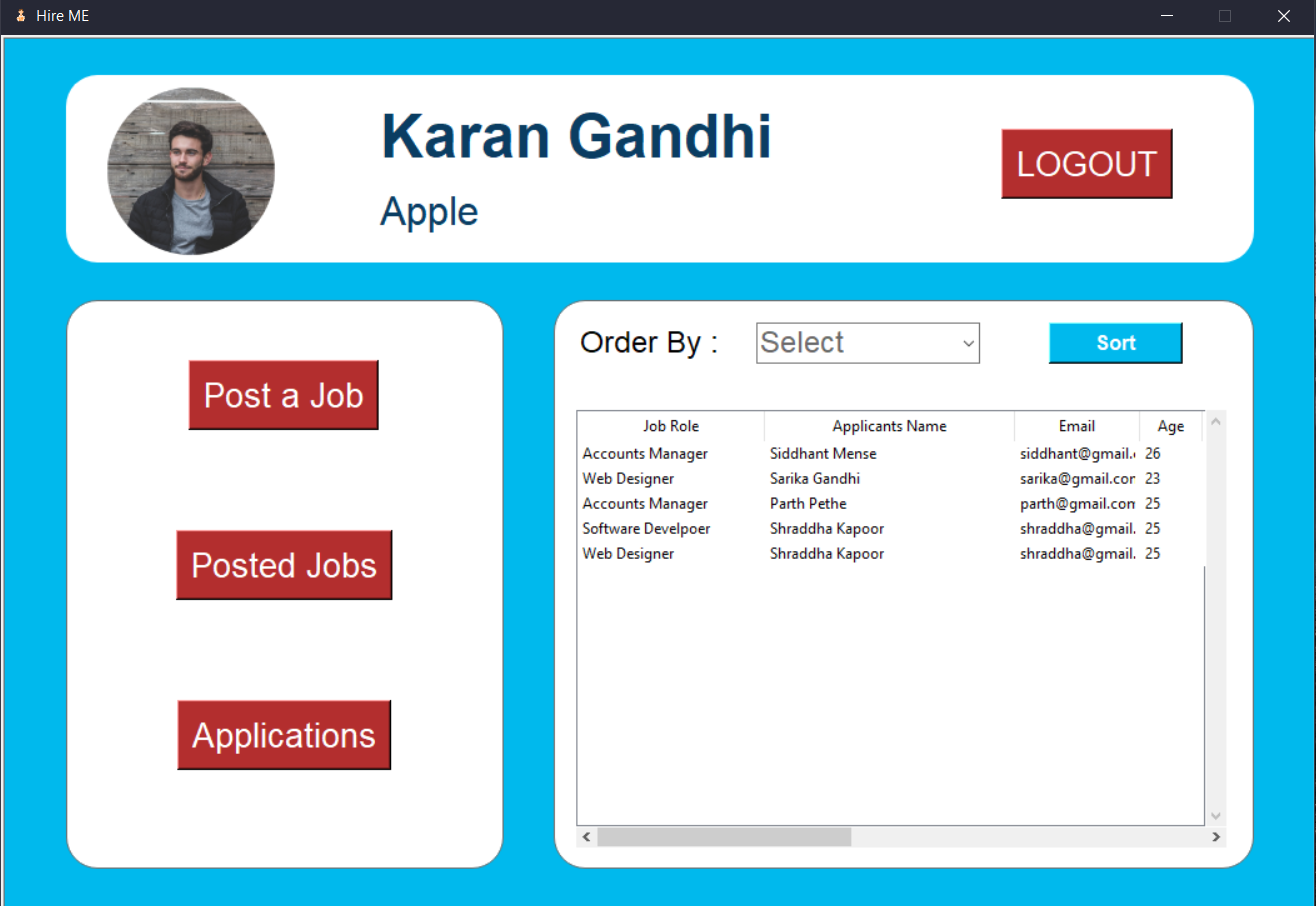 Hire ME
Karan Gandhi
Apple
LOGOUT
Post a Job
Posted Jobs
Applications
Order By : Select Sort
Job Role Applicants Name Email Age
Accounts Manager Siddhant Mense siddhant@gmail. 26
Web Designer Sarika Gandhi sarika@gmail.cor 23
Accounts Manager Parth Pethe parth@gmail.con 25
Software Develpoer Shraddha Kapoor shraddha@gmail. 25
Web Designer Shraddha Kapoor shraddha@gmail. 25